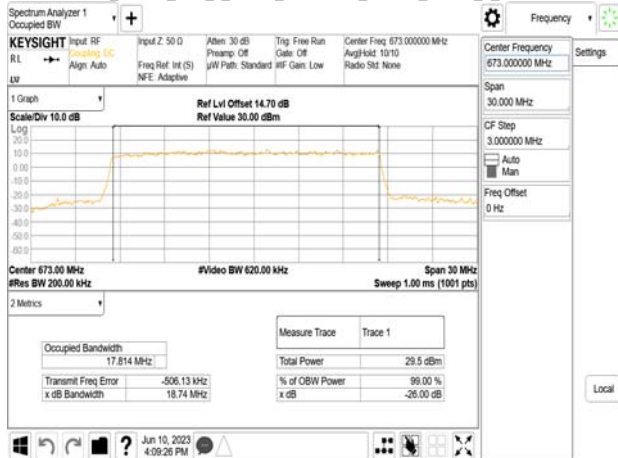 Spectrum Analyzer 1
Occupied BW
Frequency
KEYSIGHT
RL
LXI
Input: RF
Coupling: DC
Align: Auto
Input Z: 50 Ω
Freq Ref: Int (S)
NFE: Adaptive
Atten: 30 dB
Preamp: Off
µW Path: Standard
Trig: Free Run
Gate: Off
#IF Gain: Low
Center Freq: 673.000000 MHz
Avg|Hold: 10/10
Radio Std: None
Center Frequency
673.000000 MHz
Settings
Span
30.000 MHz
CF Step
3.000000 MHz
Auto
Man
Freq Offset
0 Hz
Local
1 Graph
Scale/Div 10.0 dB
Ref Lvl Offset 14.70 dB
Ref Value 30.00 dBm
Log
20.0
10.0
0.00
-10.0
-20.0
-30.0
-40.0
-50.0
-60.0
Center 673.00 MHz
#Res BW 200.00 kHz
#Video BW 620.00 kHz
Span 30 MHz
Sweep 1.00 ms (1001 pts)
2 Metrics
Measure Trace Trace 1
Occupied Bandwidth
17.814 MHz
Total Power 29.5 dBm
Transmit Freq Error -506.13 kHz
% of OBW Power 99.00 %
x dB Bandwidth 18.74 MHz
x dB -26.00 dB
Jun 10, 2023
4:09:26 PM